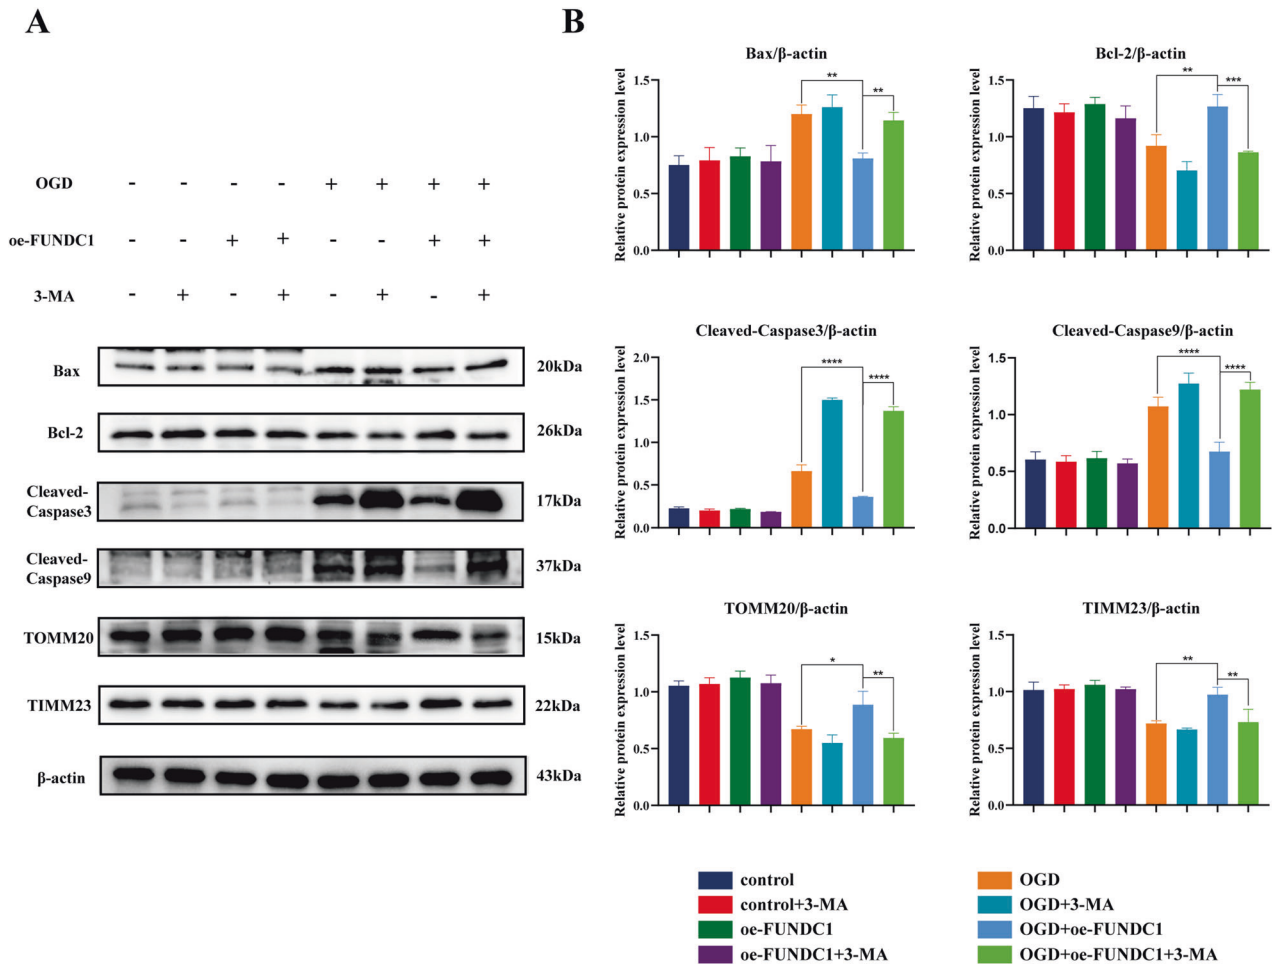 A
OGD - - - - + + + +
oe-FUNDC1 - - + + - - + +
3-MA - + - + - + - +
Bax 20kDa
Bcl-2 26kDa
Cleaved-
Caspase3 17kDa
Cleaved-
Caspase9 37kDa
TOMM20 15kDa
TIMM23 22kDa
β-actin 43kDa
B
Bax/β-actin
Relative protein expression level
1.5
1.0
0.5
0.0
**
**
Bcl-2/β-actin
Relative protein expression level
1.5
1.0
0.5
0.0
**
***
Cleaved-Caspase3/β-actin
Relative protein expression level
2.0
1.5
1.0
0.5
0.0
****
****
Cleaved-Caspase9/β-actin
Relative protein expression level
1.5
1.0
0.5
0.0
****
****
TOMM20/β-actin
Relative protein expression level
1.5
1.0
0.5
0.0
*
**
TIMM23/β-actin
Relative protein expression level
1.5
1.0
0.5
0.0
**
**
control
control+3-MA
oe-FUNDC1
oe-FUNDC1+3-MA
OGD
OGD+3-MA
OGD+oe-FUNDC1
OGD+oe-FUNDC1+3-MA